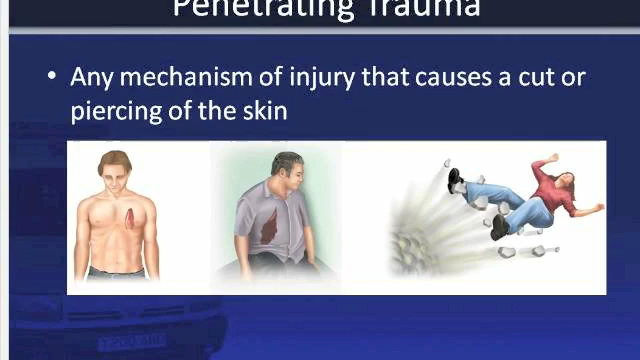 Penetrating Trauma
• Any mechanism of injury that causes a cut or
piercing of the skin